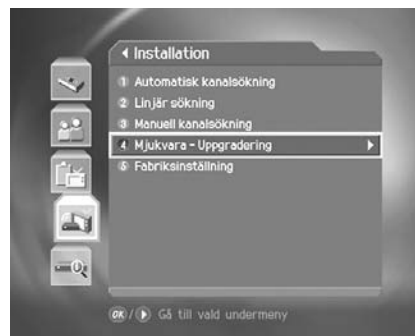 Installation
1 Automatisk kanalsökning
2 Linjär sökning
3 Manuell kanalsökning
4 Mjukvara - Uppgradering
5 Fabriksinställning
OK / Gå till vald undermeny